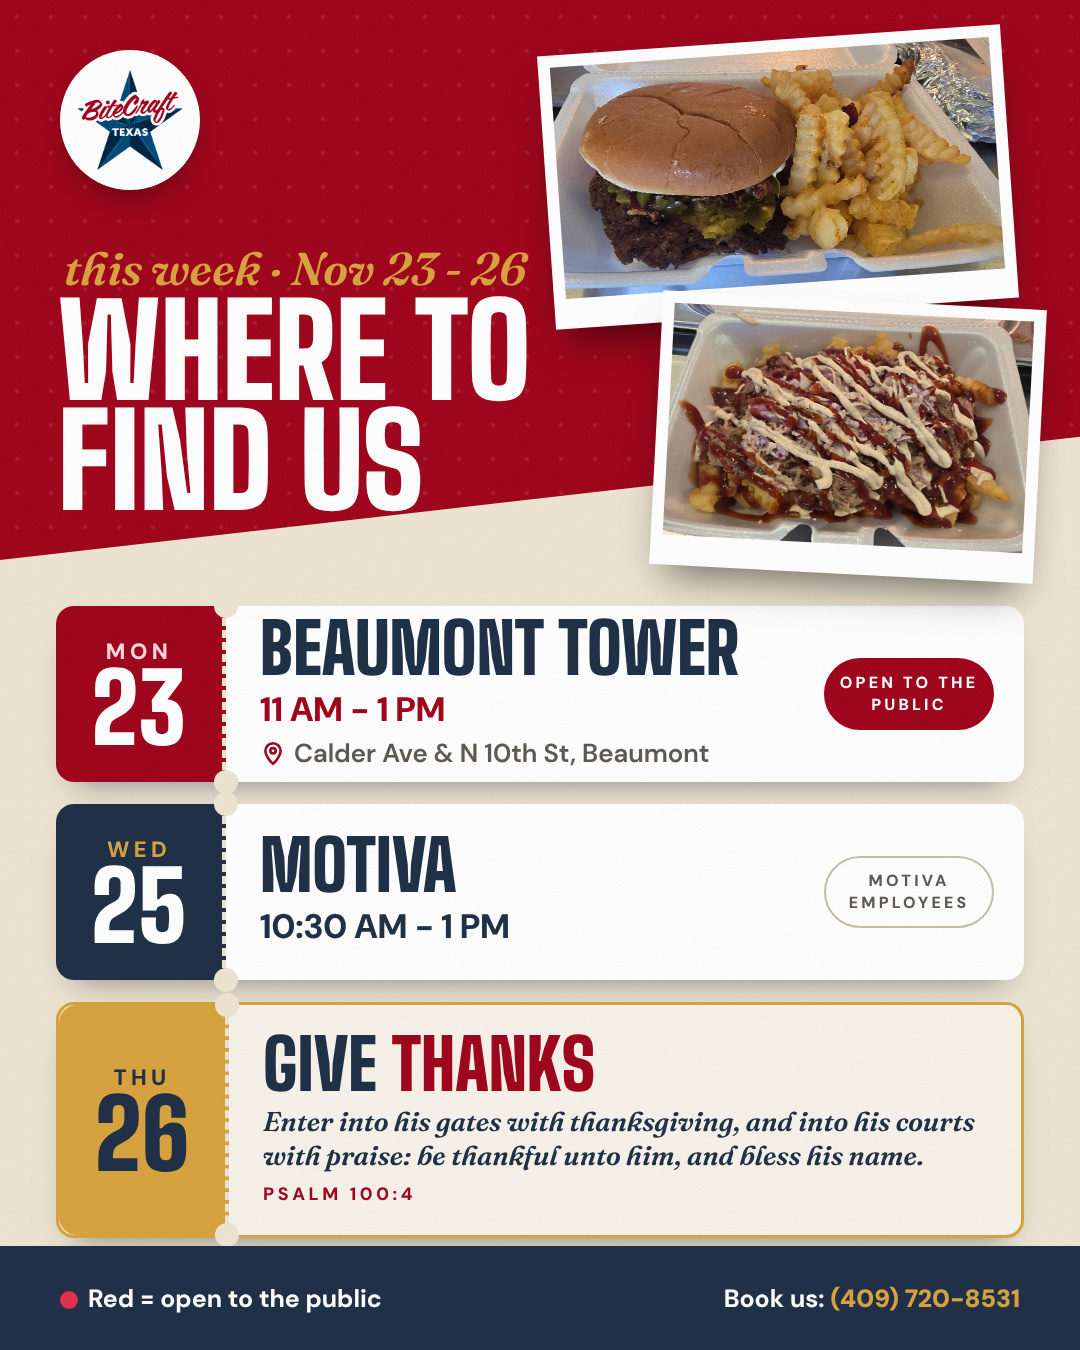 BiteCraft
TEXAS
this week · Nov 23 - 26
WHERE TO
FIND US
MON
23
BEAUMONT TOWER
11 AM – 1 PM
Calder Ave & N 10th St, Beaumont
OPEN TO THE
PUBLIC
WED
25
MOTIVA
10:30 AM – 1 PM
MOTIVA
EMPLOYEES
THU
26
GIVE THANKS
Enter into his gates with thanksgiving, and into his courts
with praise: be thankful unto him, and bless his name.
PSALM 100:4
Red = open to the public
Book us: (409) 720-8531